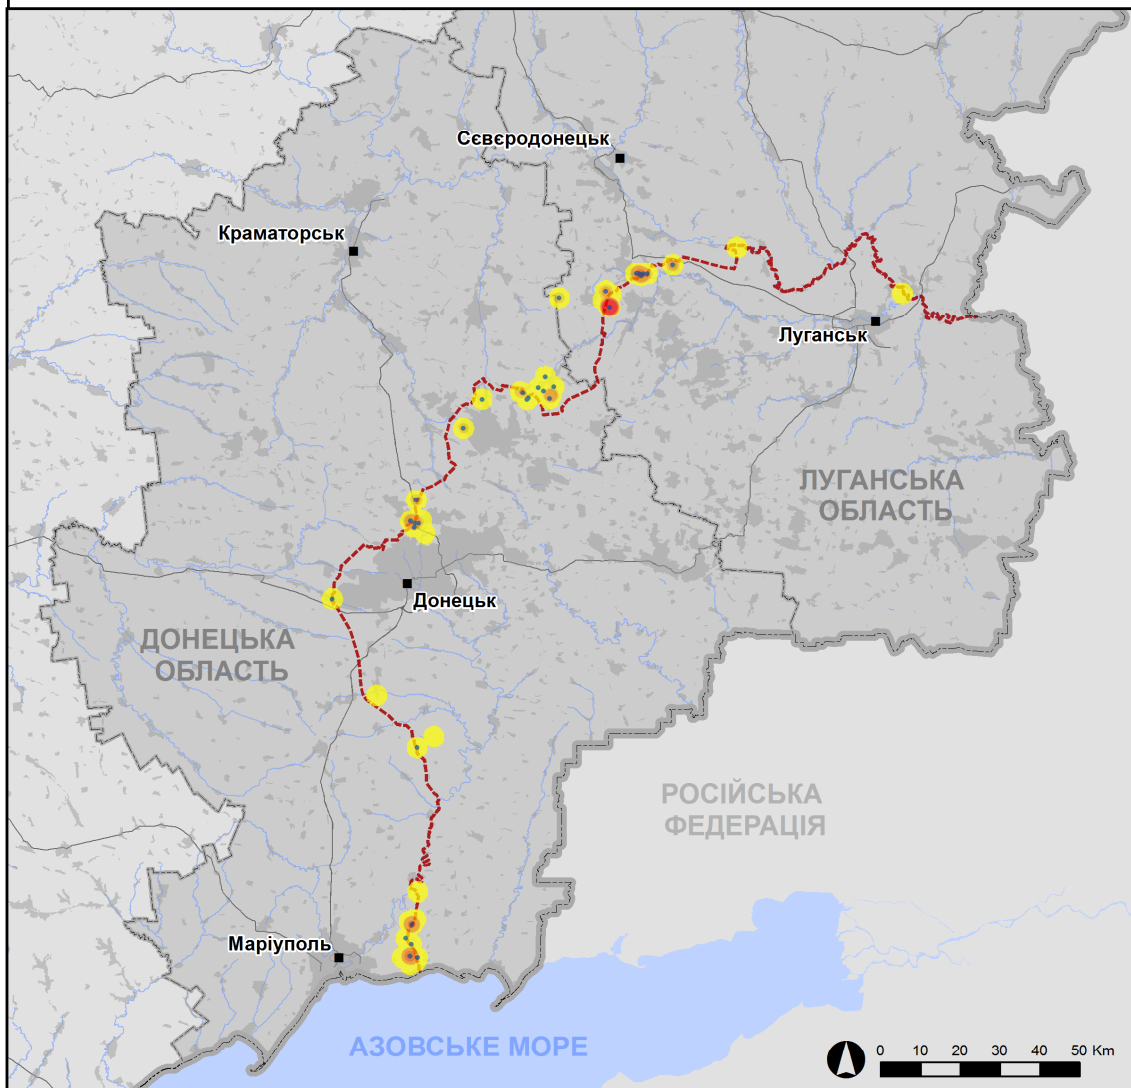 Сєвєродонецьк
Краматорськ
Луганськ
ЛУГАНСЬКА
ОБЛАСТЬ
Донецьк
ДОНЕЦЬКА
ОБЛАСТЬ
РОСІЙСЬКА
ФЕДЕРАЦІЯ
Маріуполь
АЗОВСЬКЕ МОРЕ
0 10 20 30 40 50 Km